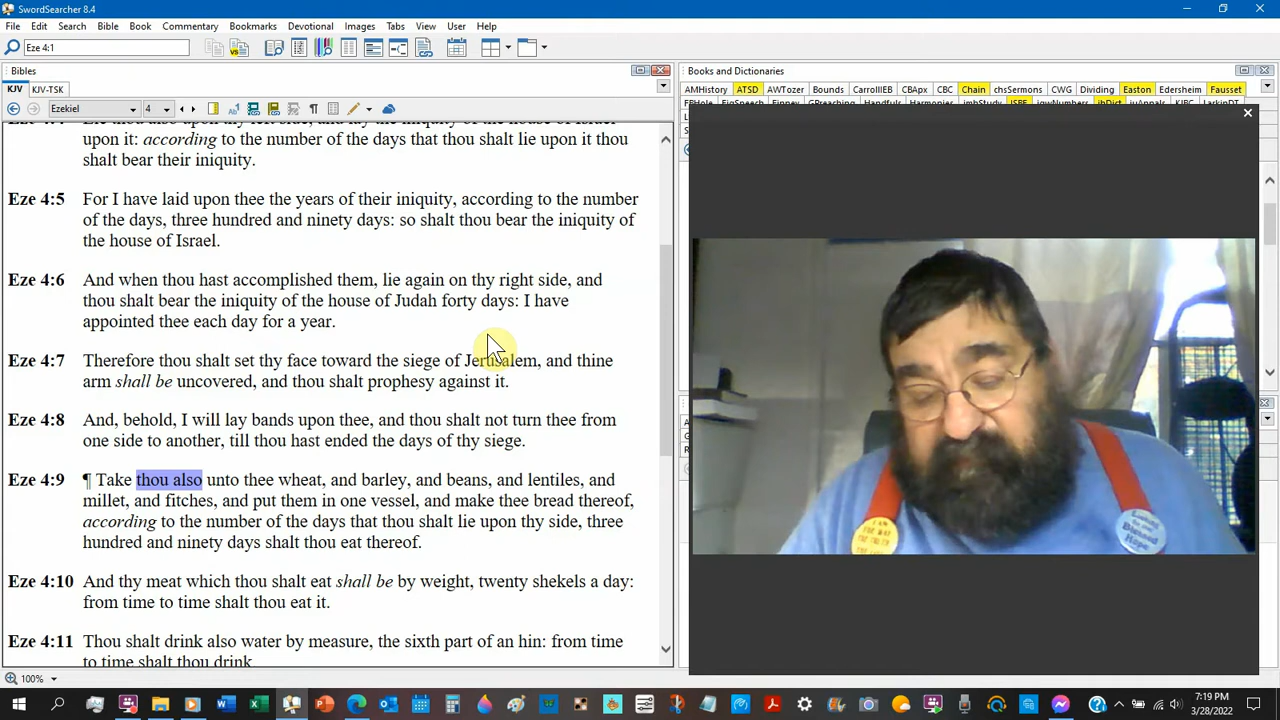 SwordSearcher 8.4
File Edit Search Bible Book Commentary Bookmarks Devotional Images Tabs View User Help
Eze 4:1
Bibles
KJV KJV-TSK
Ezekiel 4
upon it: according to the number of the days that thou shalt lie upon it thou
shalt bear their iniquity.
Eze 4:5 For I have laid upon thee the years of their iniquity, according to the number
of the days, three hundred and ninety days: so shalt thou bear the iniquity of
the house of Israel.
Eze 4:6 And when thou hast accomplished them, lie again on thy right side, and
thou shalt bear the iniquity of the house of Judah forty days: I have
appointed thee each day for a year.
Eze 4:7 Therefore thou shalt set thy face toward the siege of Jerusalem, and thine
arm shall be uncovered, and thou shalt prophesy against it.
Eze 4:8 And, behold, I will lay bands upon thee, and thou shalt not turn thee from
one side to another, till thou hast ended the days of thy siege.
Eze 4:9 ¶ Take thou also unto thee wheat, and barley, and beans, and lentiles, and
millet, and fitches, and put them in one vessel, and make thee bread thereof,
according to the number of the days that thou shalt lie upon thy side, three
hundred and ninety days shalt thou eat thereof.
Eze 4:10 And thy meat which thou shalt eat shall be by weight, twenty shekels a day:
from time to time shalt thou eat it.
Eze 4:11 Thou shalt drink also water by measure, the sixth part of an hin: from time
to time shalt thou drink
100%
Books and Dictionaries
AMHistory ATSD AWTozer Bounds CarrollIEB CBApx CBC Chain chsSermons CWG Dividing Easton Edersheim Fausset
7:19 PM
3/28/2022